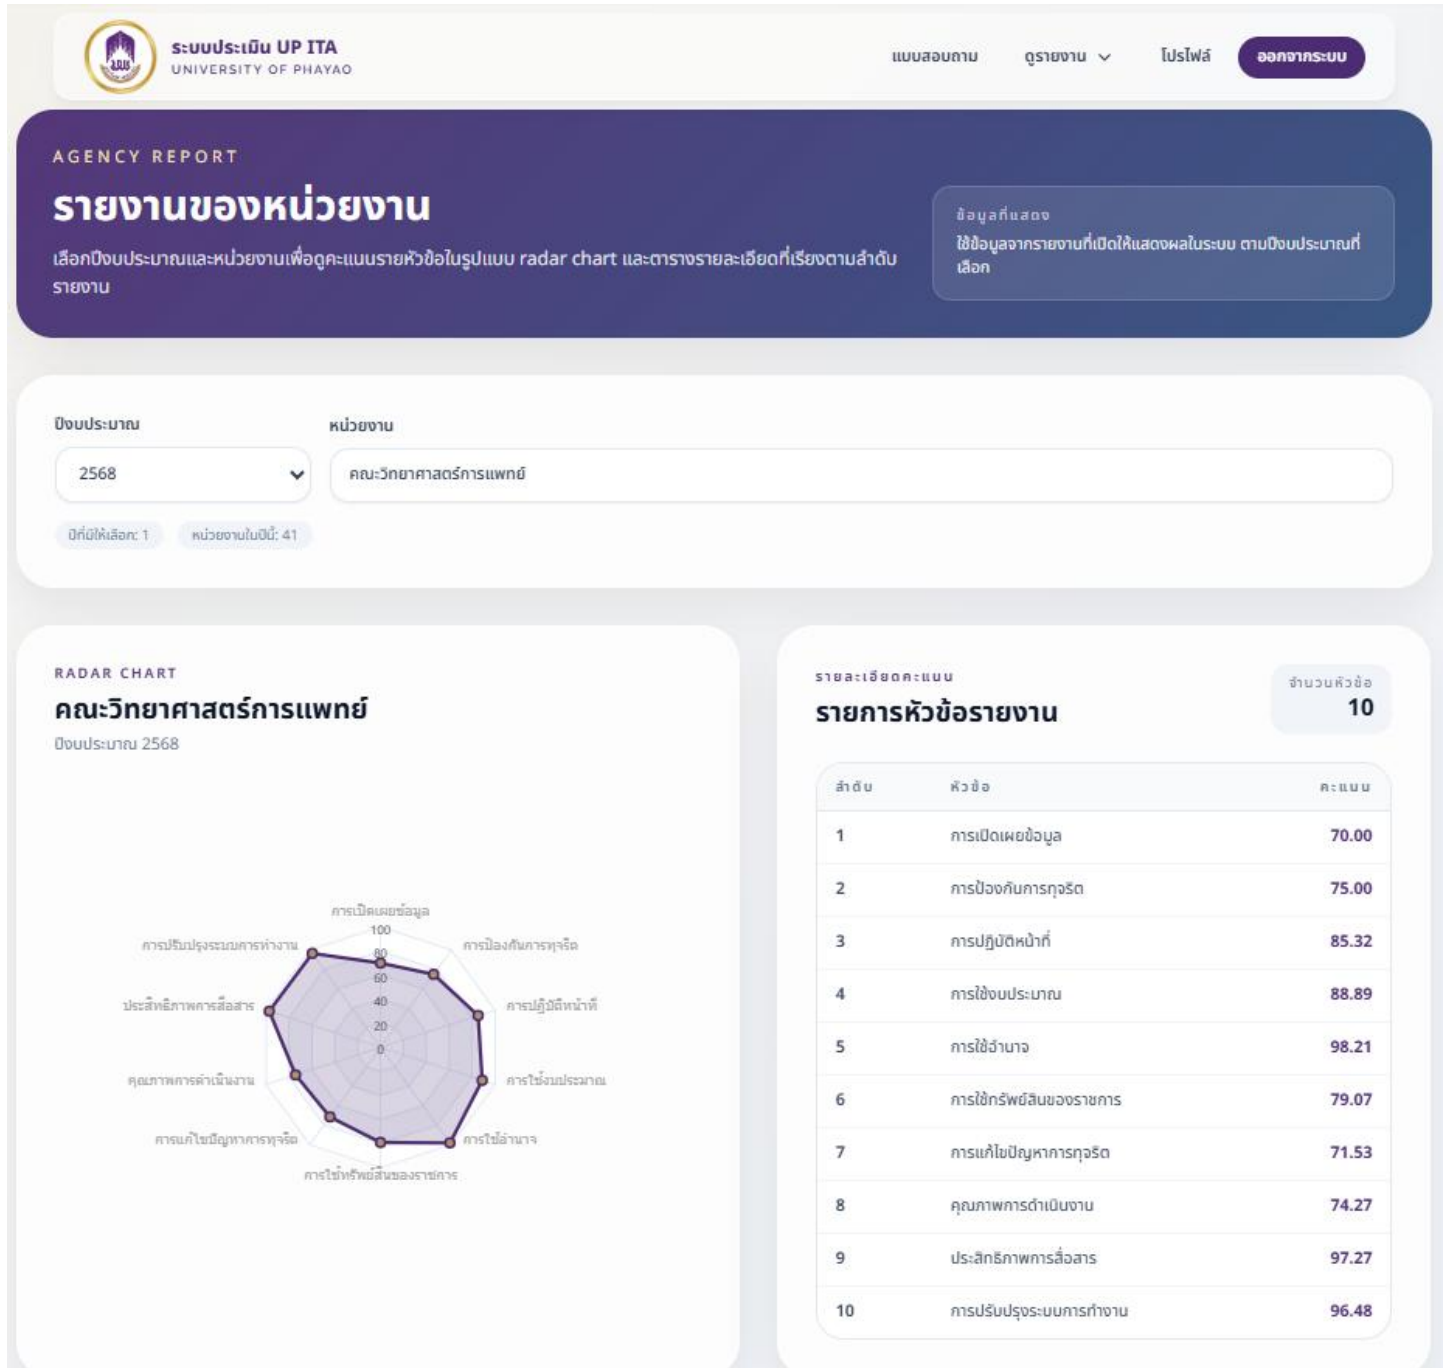 ระบบประเมิน UP ITA
UNIVERSITY OF PHAYAO
แบบสอบถาม
ดูรายงาน
โปรไฟล์
ออกจากระบบ
AGENCY REPORT
รายงานของหน่วยงาน
เลือกปีงบประมาณและหน่วยงานเพื่อดูคะแนนรายหัวข้อในรูปแบบ radar chart และตารางรายละเอียดที่เรียงตามลำดับ
รายงาน
ข้อมูลที่แสดง
ใช้ข้อมูลจากรายงานที่เปิดให้แสดงผลในระบบ ตามปีงบประมาณที่
เลือก
ปีงบประมาณ
หน่วยงาน
2568
คณะวิทยาศาสตร์การแพทย์
ปีที่มีให้เลือก: 1
หน่วยงานในปีนี้: 41
RADAR CHART
คณะวิทยาศาสตร์การแพทย์
ปีงบประมาณ 2568
การเปิดเผยข้อมูล
100
80
60
40
20
0
การป้องกันการทุจริต
การปฏิบัติหน้าที่
การใช้งบประมาณ
การใช้อำนาจ
การใช้ทรัพย์สินของราชการ
การแก้ไขปัญหาการทุจริต
คุณภาพการดำเนินงาน
ประสิทธิภาพการสื่อสาร
การปรับปรุงระบบการทำงาน
รายละเอียดคะแนน
รายการหัวข้อรายงาน
จำนวนหัวข้อ
10
ลำดับ หัวข้อ คะแนน
1 การเปิดเผยข้อมูล 70.00
2 การป้องกันการทุจริต 75.00
3 การปฏิบัติหน้าที่ 85.32
4 การใช้งบประมาณ 88.89
5 การใช้อำนาจ 98.21
6 การใช้ทรัพย์สินของราชการ 79.07
7 การแก้ไขปัญหาการทุจริต 71.53
8 คุณภาพการดำเนินงาน 74.27
9 ประสิทธิภาพการสื่อสาร 97.27
10 การปรับปรุงระบบการทำงาน 96.48